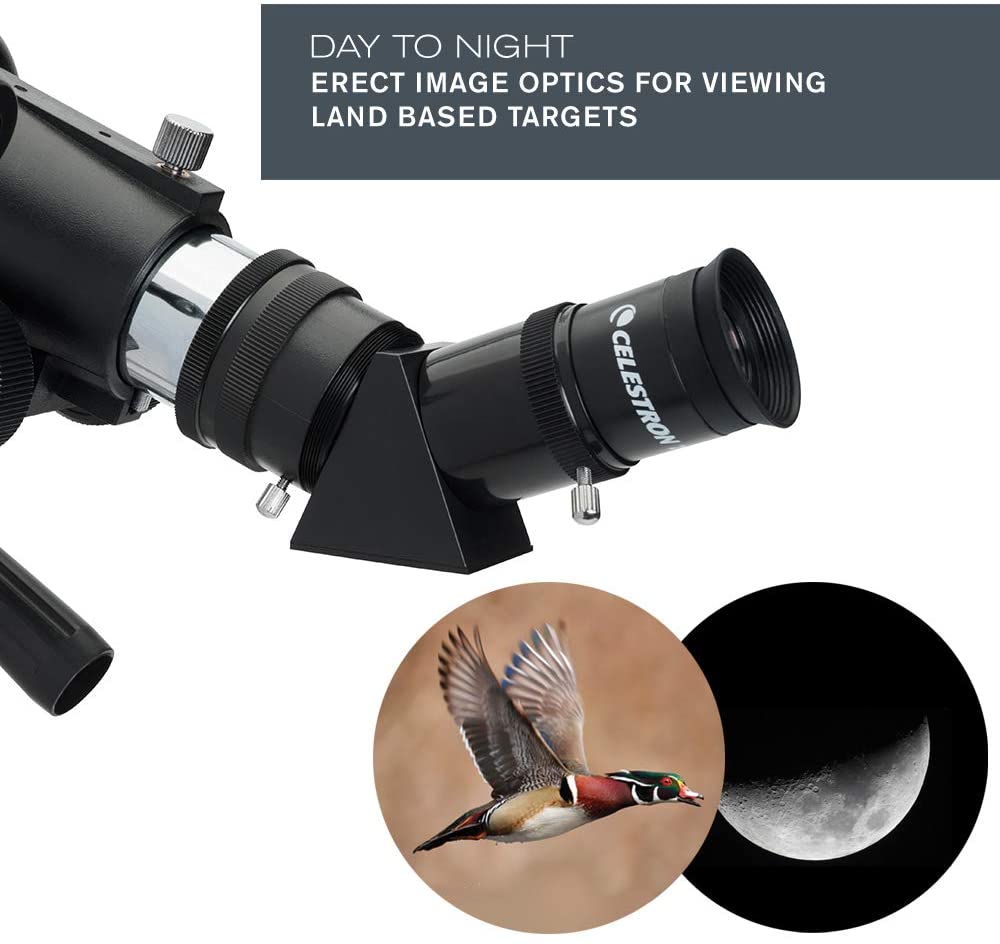 DAY TO NIGHT
ERECT IMAGE OPTICS FOR VIEWING
LAND BASED TARGETS
CELESTRON